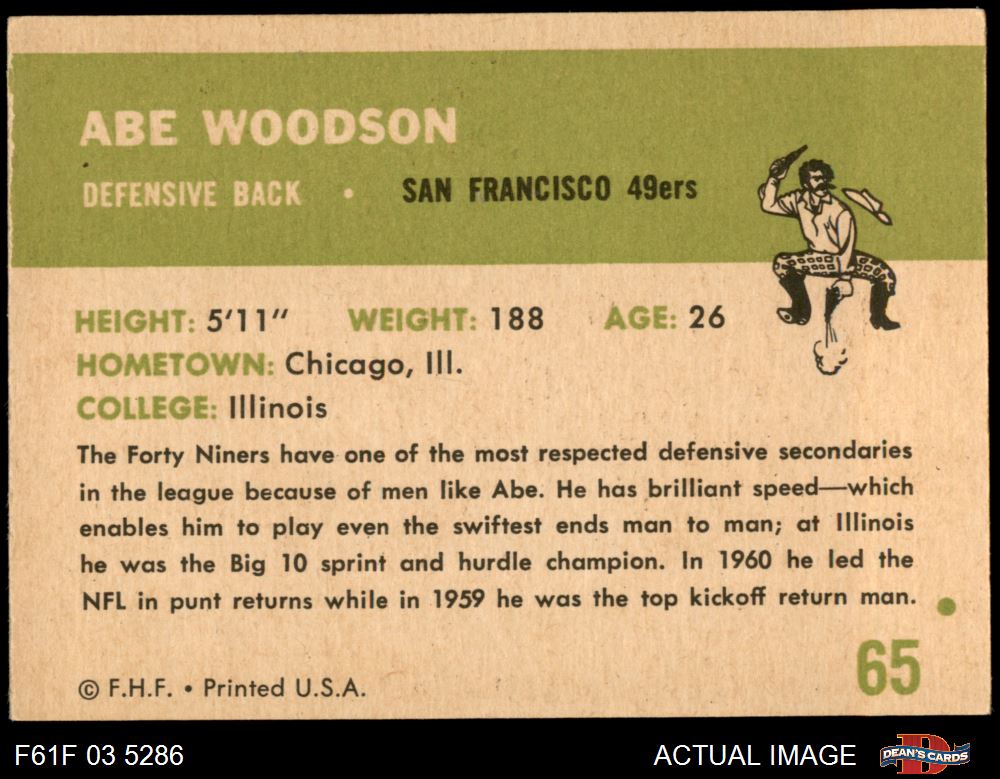 ABE WOODSON
DEFENSIVE BACK • SAN FRANCISCO 49ers
HEIGHT: 5'11" WEIGHT: 188 AGE: 26
HOMETOWN: Chicago, Ill.
COLLEGE: Illinois
The Forty Niners have one of the most respected defensive secondaries
in the league because of men like Abe. He has brilliant speed—which
enables him to play even the swiftest ends man to man; at Illinois
he was the Big 10 sprint and hurdle champion. In 1960 he led the
NFL in punt returns while in 1959 he was the top kickoff return man.
65
© F.H.F. • Printed U.S.A.
F61F 03 5286 ACTUAL IMAGE
D
DEAN'S CARDS